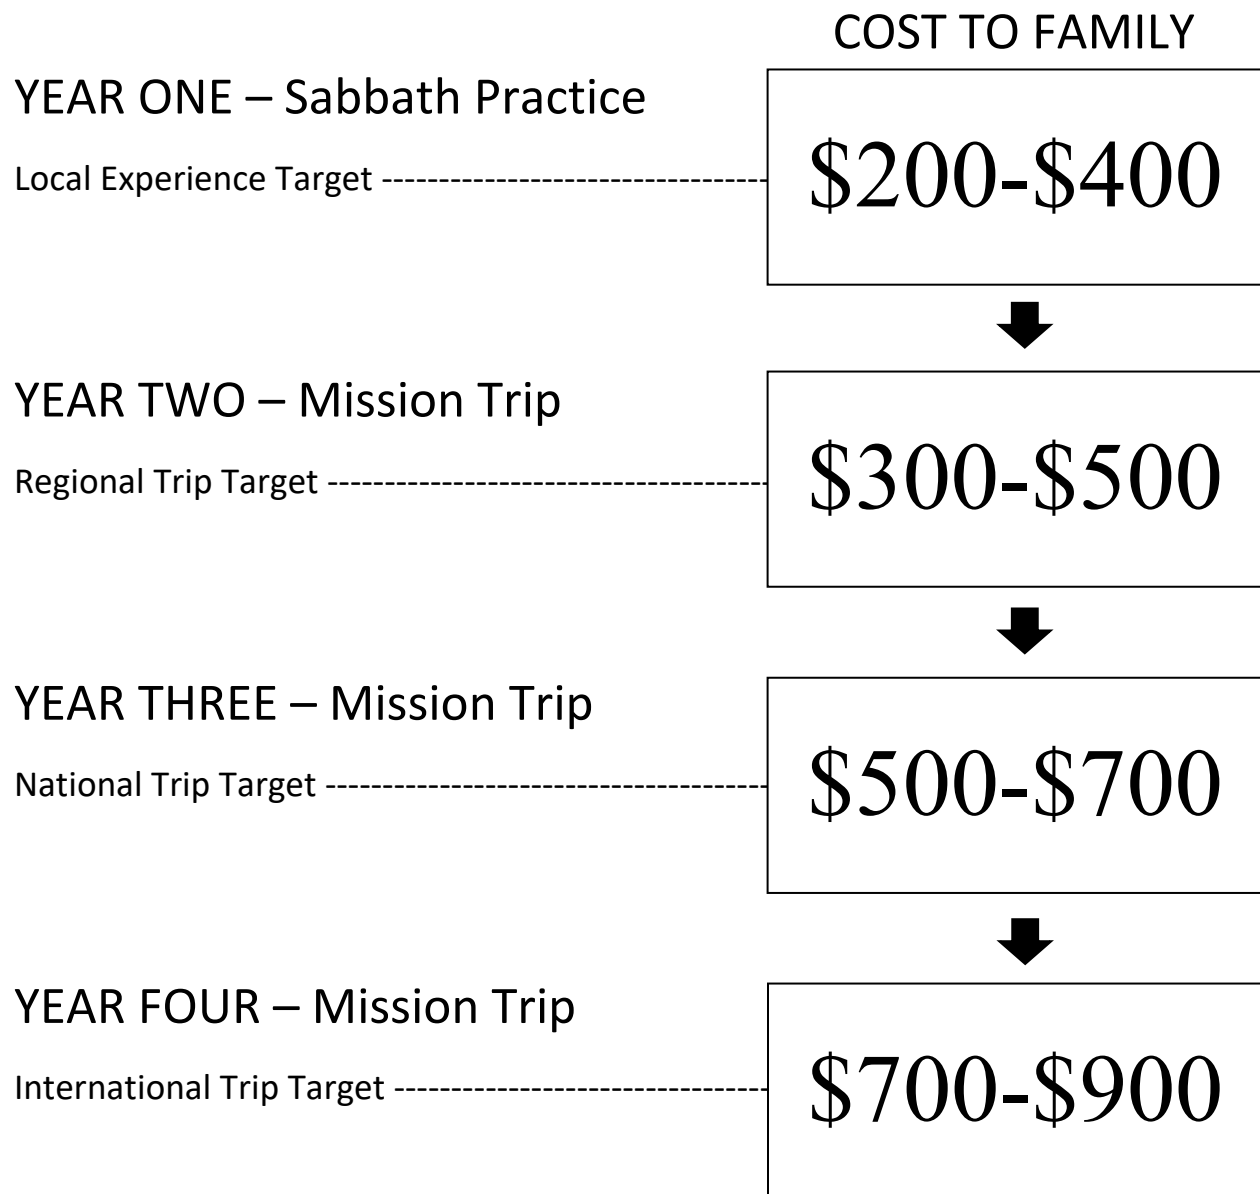 COST TO FAMILY
YEAR ONE – Sabbath Practice
Local Experience Target ----------------------------------
$200-$400
YEAR TWO – Mission Trip
Regional Trip Target ---------------------------------------
$300-$500
YEAR THREE – Mission Trip
National Trip Target ---------------------------------------
$500-$700
YEAR FOUR – Mission Trip
International Trip Target ---------------------------------
$700-$900